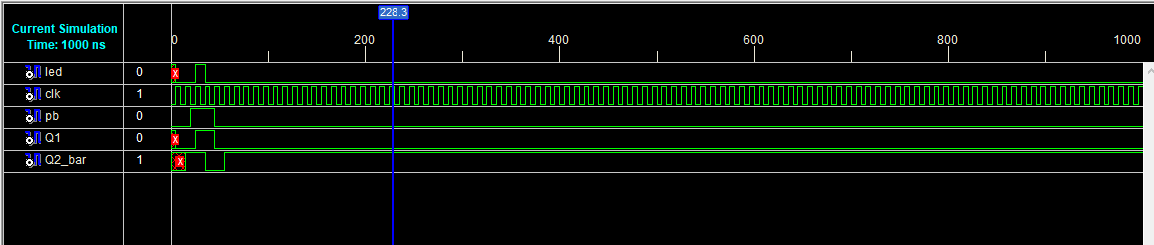 228.3
Current Simulation
Time: 1000 ns
0 200 400 600 800 1000
led 0 X
clk 1
pb 0
Q1 0 X
Q2_bar 1 X